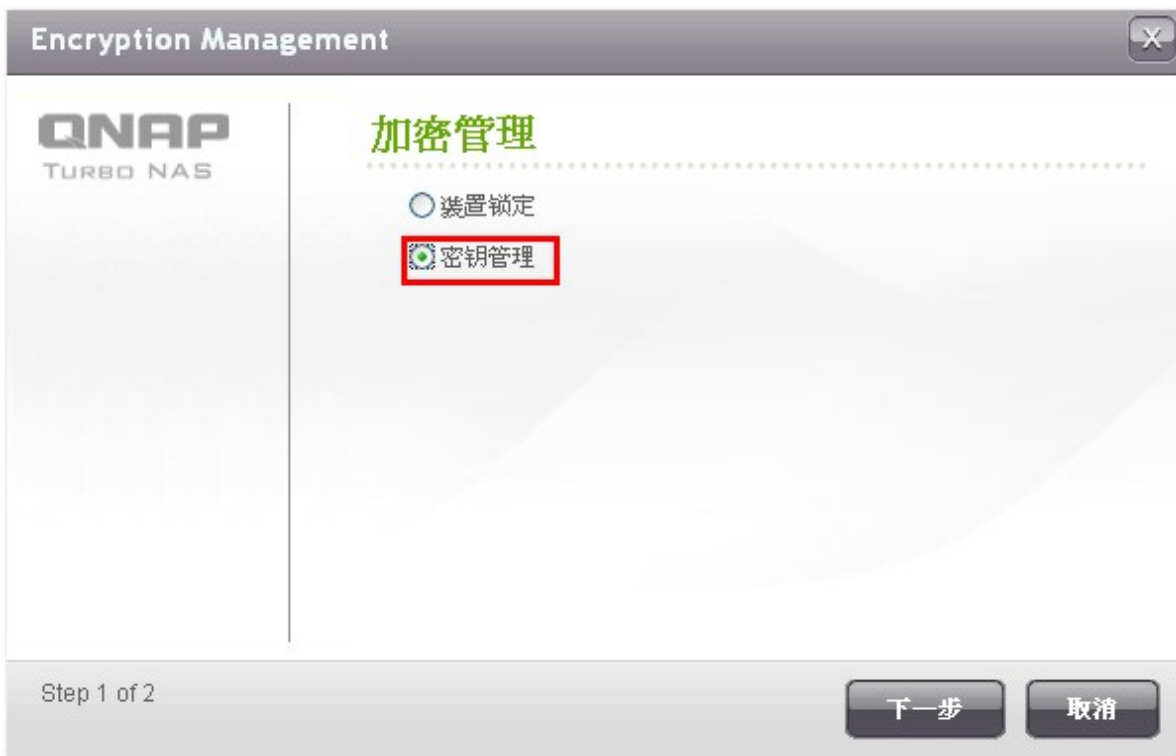 Encryption Management
X
QNAP
TURBO NAS
加密管理
装置锁定
密钥管理
Step 1 of 2
下一步
取消